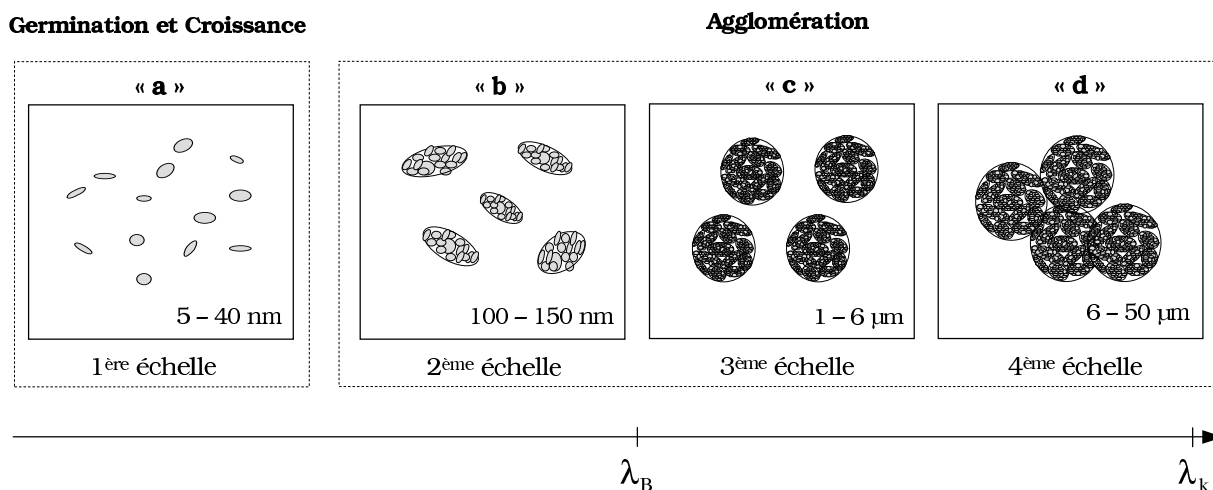 Germination et Croissance
Agglomération
« a »
« b »
« c »
« d »
5 – 40 nm
100 – 150 nm
1 – 6 µm
6 – 50 µm
1ère échelle
2ème échelle
3ème échelle
4ème échelle
λB
λk